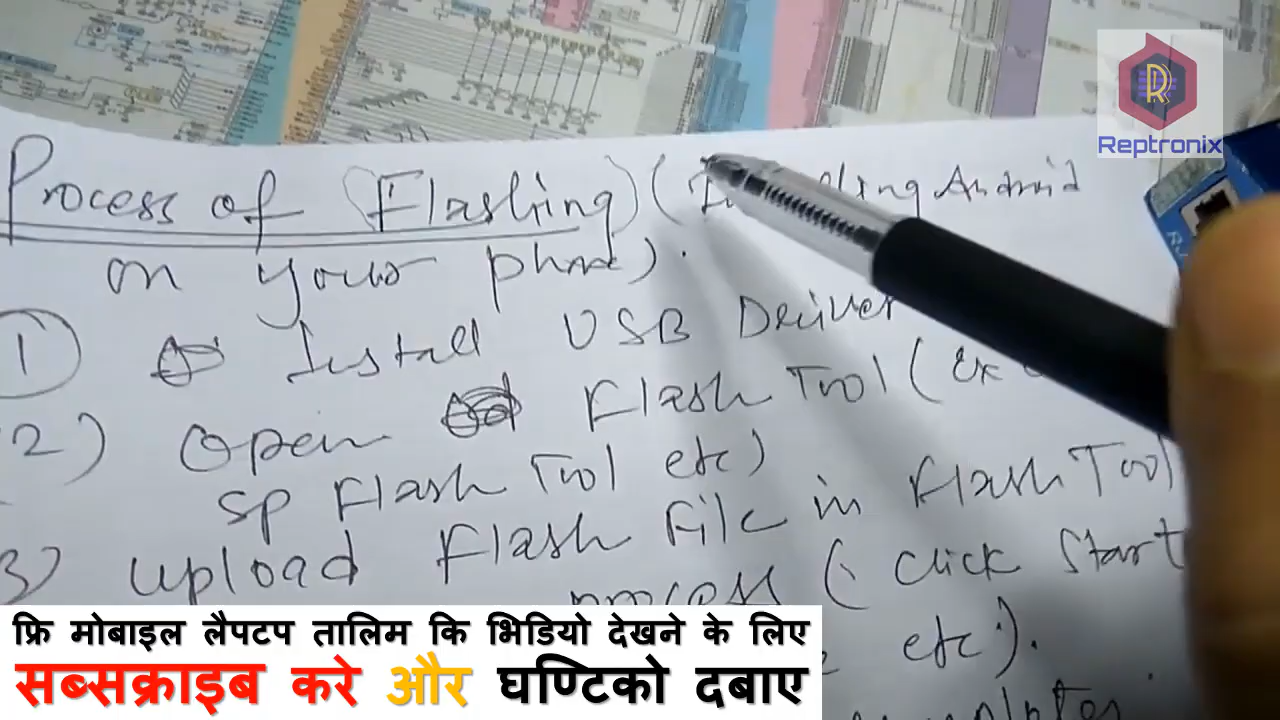 Reptronix
Process of (Flashing) ( Android
on your phone).
1 Install USB Driver
2) Open Flash Tool (Ex
SP Flash Tool etc)
3) upload Flash File in Flash Tool
process (click Start
etc).
फ्रि मोबाइल लैपटप तालिम कि भिडियो देखने के लिए
सब्सक्राइब करे और घण्टिको दबाए